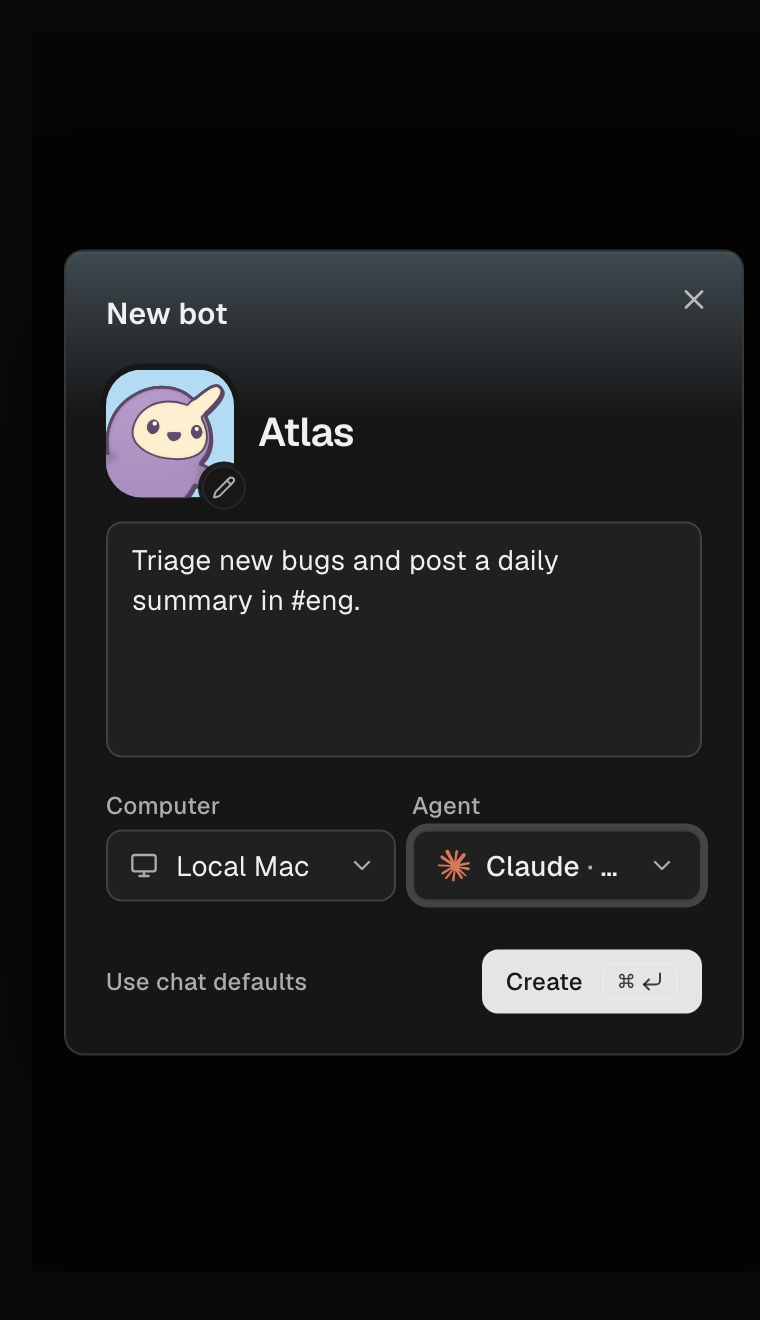 New bot
Atlas
Triage new bugs and post a daily
summary in #eng.
Computer
Agent
Local Mac
Claude · …
Use chat defaults
Create ⌘ ↵